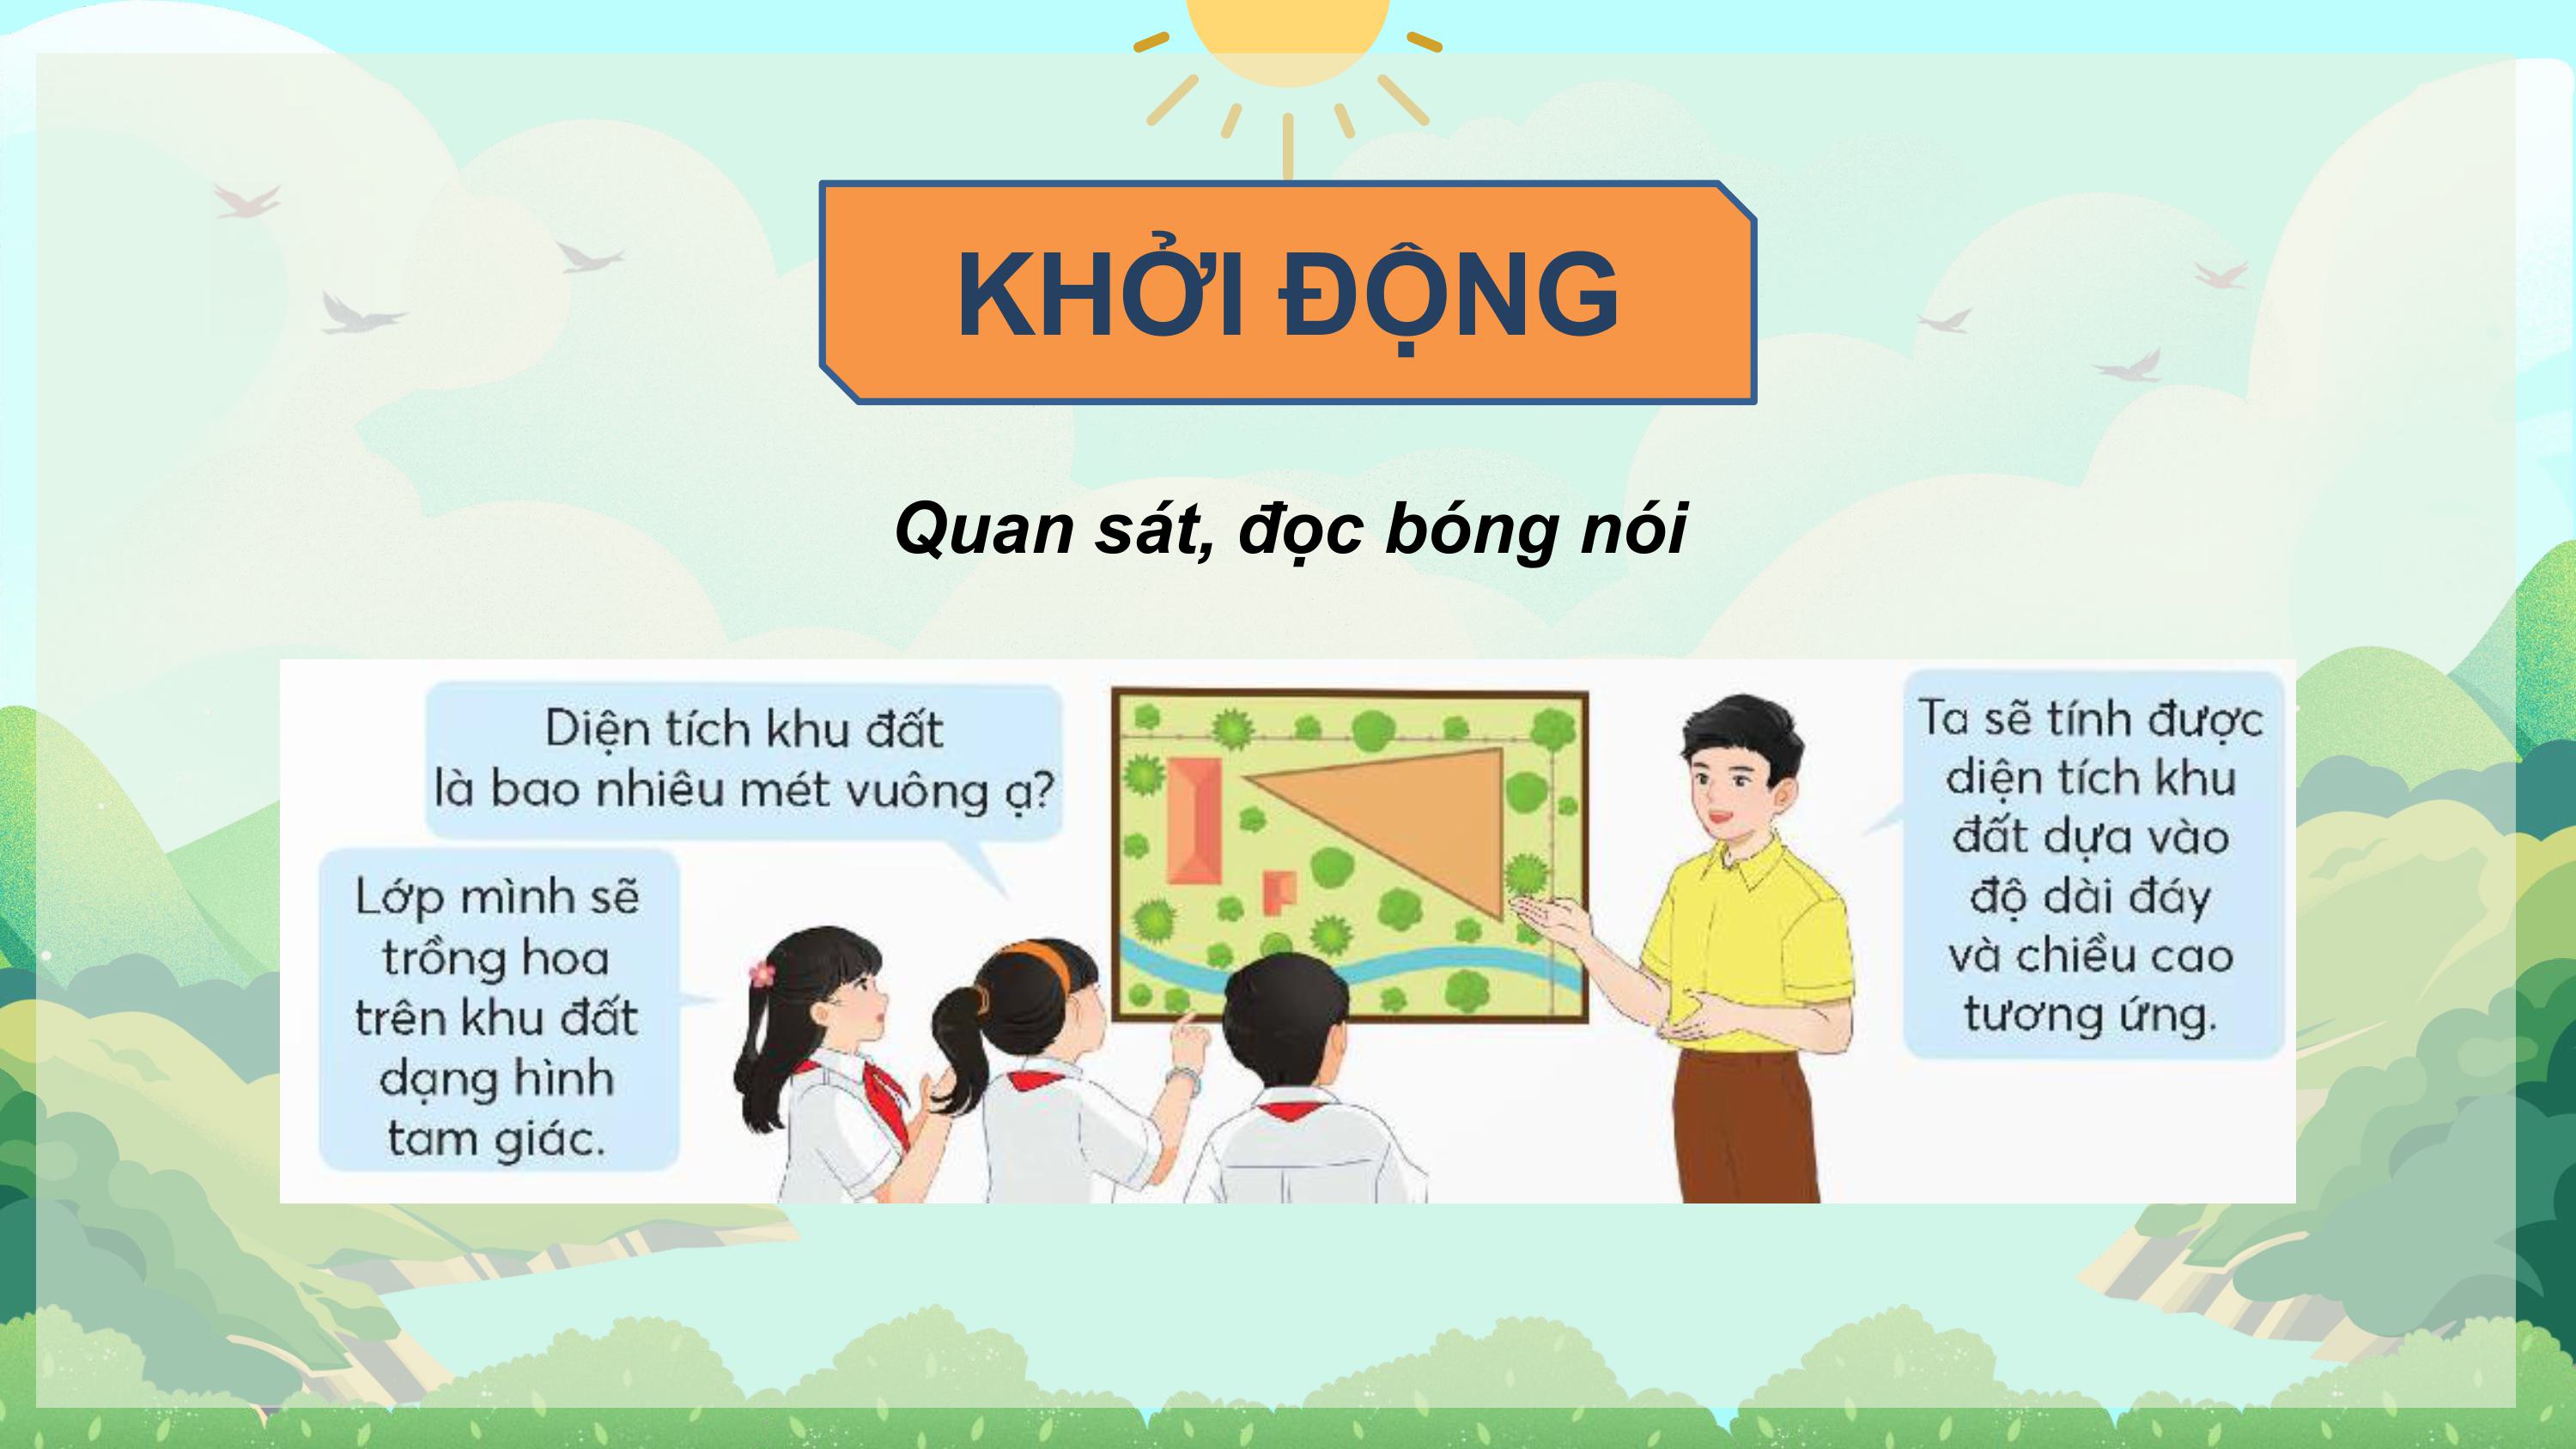 KHỞI ĐỘNG
Quan sát, đọc bóng nói
Diện tích khu đất
là bao nhiêu mét vuông ạ?
Lớp mình sẽ
trồng hoa
trên khu đất
dạng hình
tam giác.
Ta sẽ tính được
diện tích khu
đất dựa vào
độ dài đáy
và chiều cao
tương ứng.